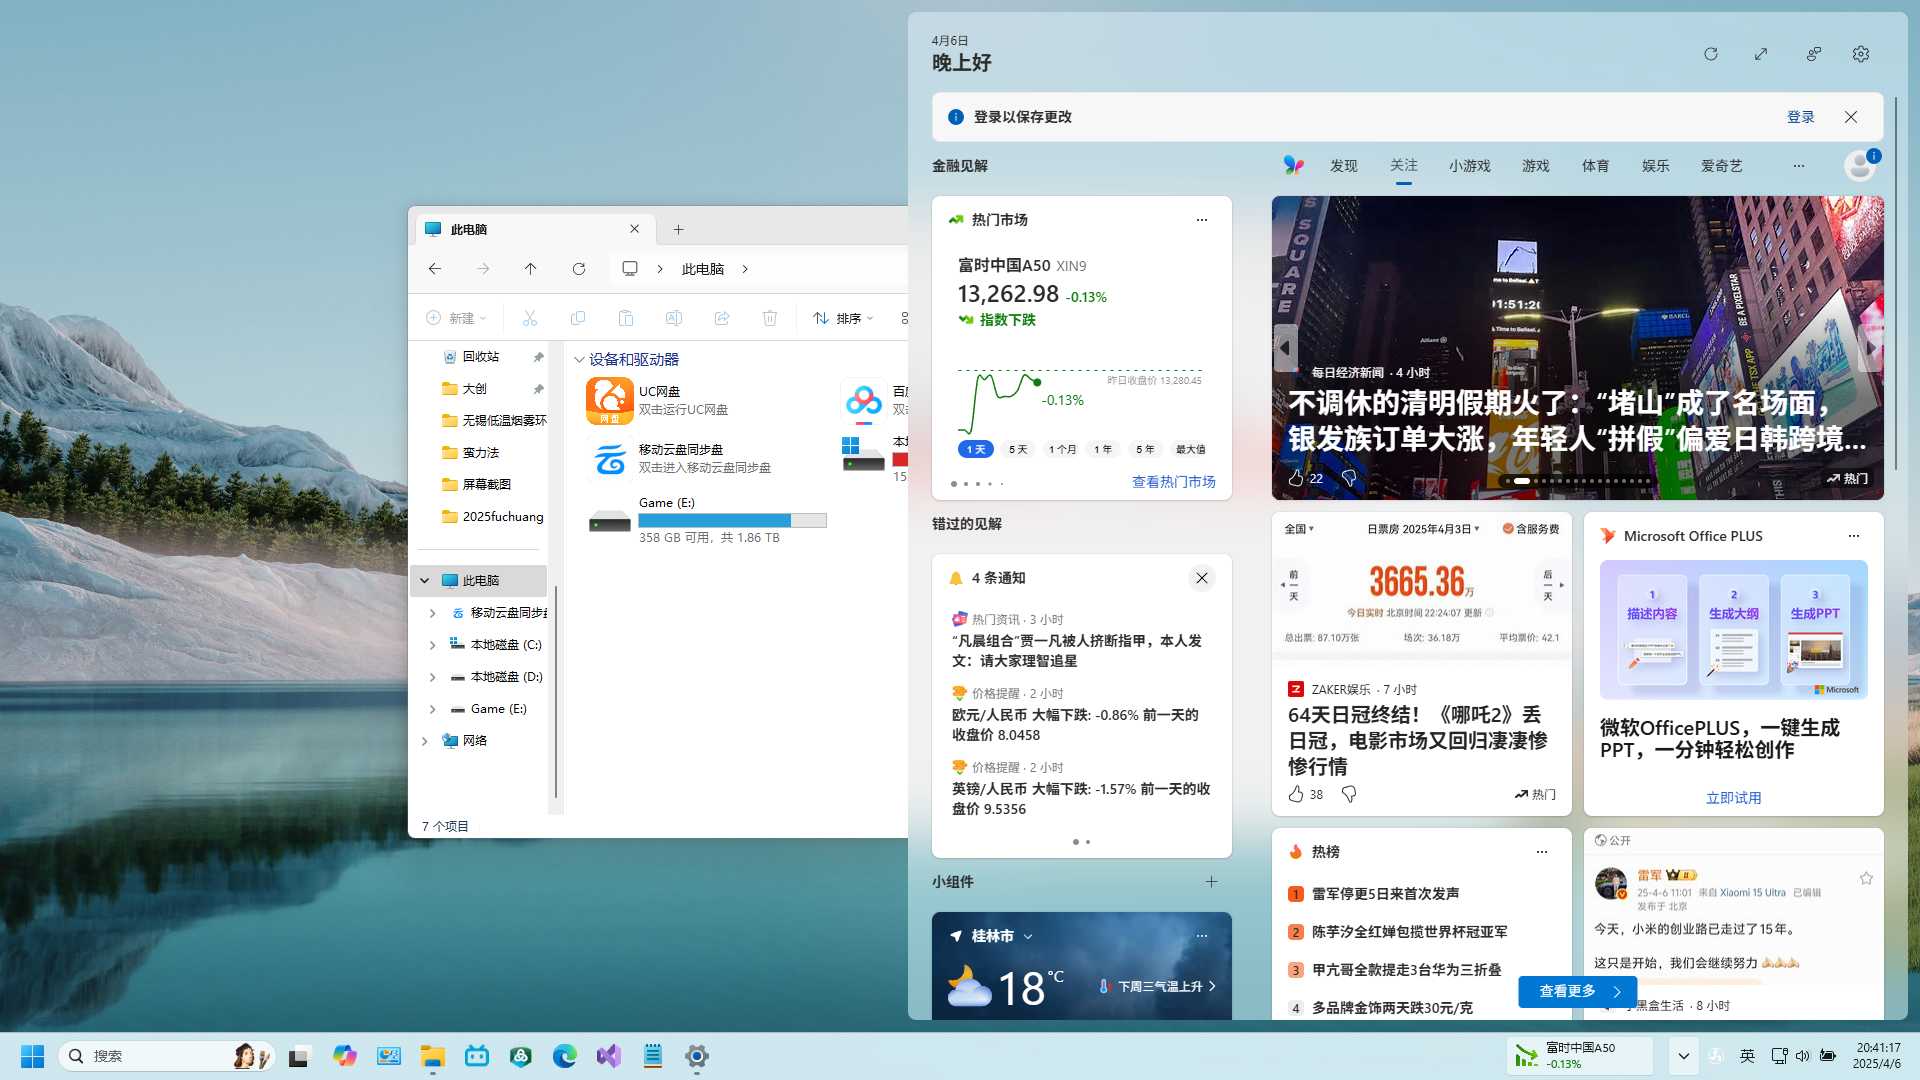 4月6日
晚上好
登录以保存更改
登录
金融见解
发现
关注
小游戏
游戏
体育
娱乐
爱奇艺
热门市场
富时中国A50 XIN9
13,262.98 -0.13%
指数下跌
昨日收盘价 13,280.45
-0.13%
1 天
5 天
1 个月
1 年
5 年
最大值
查看热门市场
错过的见解
4 条通知
热门资讯 · 3 小时
“凡晨组合”贾一凡被人挤断指甲，本人发
文：请大家理智追星
价格提醒 · 2 小时
欧元/人民币 大幅下跌: -0.86% 前一天的
收盘价 8.0458
价格提醒 · 2 小时
英镑/人民币 大幅下跌: -1.57% 前一天的收
盘价 9.5356
小组件
桂林市
18°C
下周三气温上升
SQUARE
1:51:2
BARCL
Allianz
BE A PIXELSTAR
THIS
每日经济新闻 · 4 小时
不调休的清明假期火了：“堵山”成了名场面，
银发族订单大涨，年轻人“拼假”偏爱日韩跨境...
22
热门
全国
日票房 2025年4月3日
含服务费
前一天
3665.36万
后一天
今日实时 北京时间 22:24:07 更新
总出票: 87.10万张
场次: 36.18万
平均票价: 42.1
ZAKER娱乐 · 7 小时
64天日冠终结！《哪吒2》丢
日冠，电影市场又回归凄凄惨
惨行情
38
热门
Microsoft Office PLUS
1
描述内容
2
生成大纲
3
生成PPT
Microsoft
微软OfficePLUS，一键生成
PPT，一分钟轻松创作
立即试用
热榜
1 雷军停更5日来首次发声
2 陈芋汐全红婵包揽世界杯冠亚军
3 甲亢哥全款提走3台华为三折叠
4 多品牌金饰两天跌30元/克
公开
雷军
25-4-6 11:01 来自 Xiaomi 15 Ultra 已编辑
发布于 北京
今天，小米的创业路已走过了15年。
这只是开始，我们会继续努力
黑盒生活 · 8 小时
查看更多
此电脑
此电脑
新建
排序
回收站
大创
无锡低温烟雾环
蛮力法
屏幕截图
2025fuchuang
此电脑
移动云盘同步盘
本地磁盘 (C:)
本地磁盘 (D:)
Game (E:)
网络
7 个项目
设备和驱动器
UC网盘
双击运行UC网盘
网盘
移动云盘同步盘
双击进入移动云盘同步盘
Game (E:)
358 GB 可用，共 1.86 TB
搜索
富时中国A50
-0.13%
英
20:41:17
2025/4/6